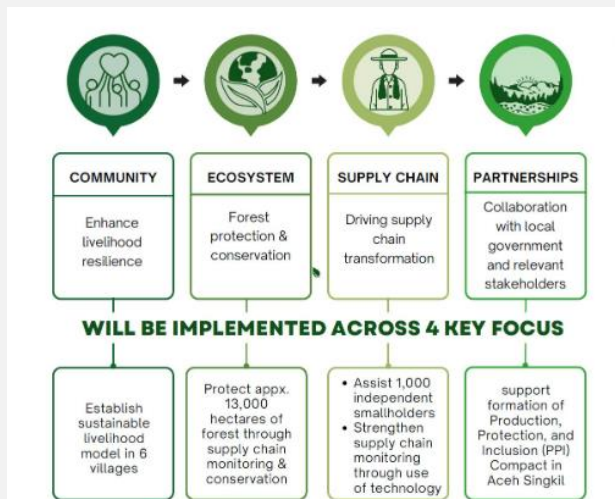 COMMUNITY
Enhance
livelihood
resilience
ECOSYSTEM
Forest
protection &
conservation
SUPPLY CHAIN
Driving supply
chain
transformation
PARTNERSHIPS
Collaboration
with local
government
and relevant
stakeholders
WILL BE IMPLEMENTED ACROSS 4 KEY FOCUS
Establish
sustainable
livelihood
model in 6
villages
Protect appx.
13,000
hectares of
forest through
supply chain
monitoring &
conservation
• Assist 1,000
independent
smallholders
• Strengthen
supply chain
monitoring
through use
of technology
support
formation of
Production,
Protection, and
Inclusion (PPI)
Compact in
Aceh Singkil